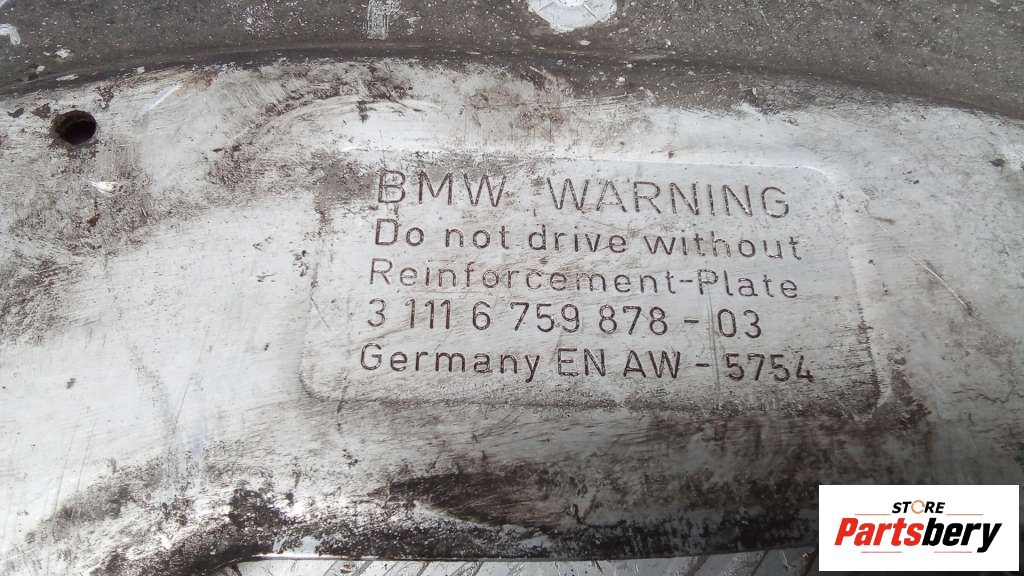 BMW WARNING
Do not drive without
Reinforcement-Plate
3 111 6 759 878 - 03
Germany EN AW - 5754
STORE
Partsbery